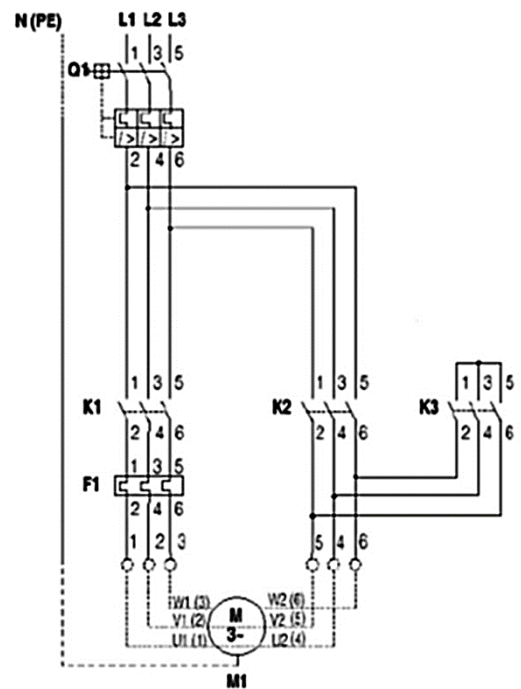 N (PE) L1 L2 L3
1 3 5
Q1
2 4 6
1 3 5 1 3 5 1 3 5
K1 K2 K3
2 4 6 2 4 6 2 4 6
1 3 5
F1
2 4 6
1 2 3 5 4 6
W1 (3) W2 (6)
V1 (2) M V2 (5)
U1 (1) 3~ U2 (4)
M1